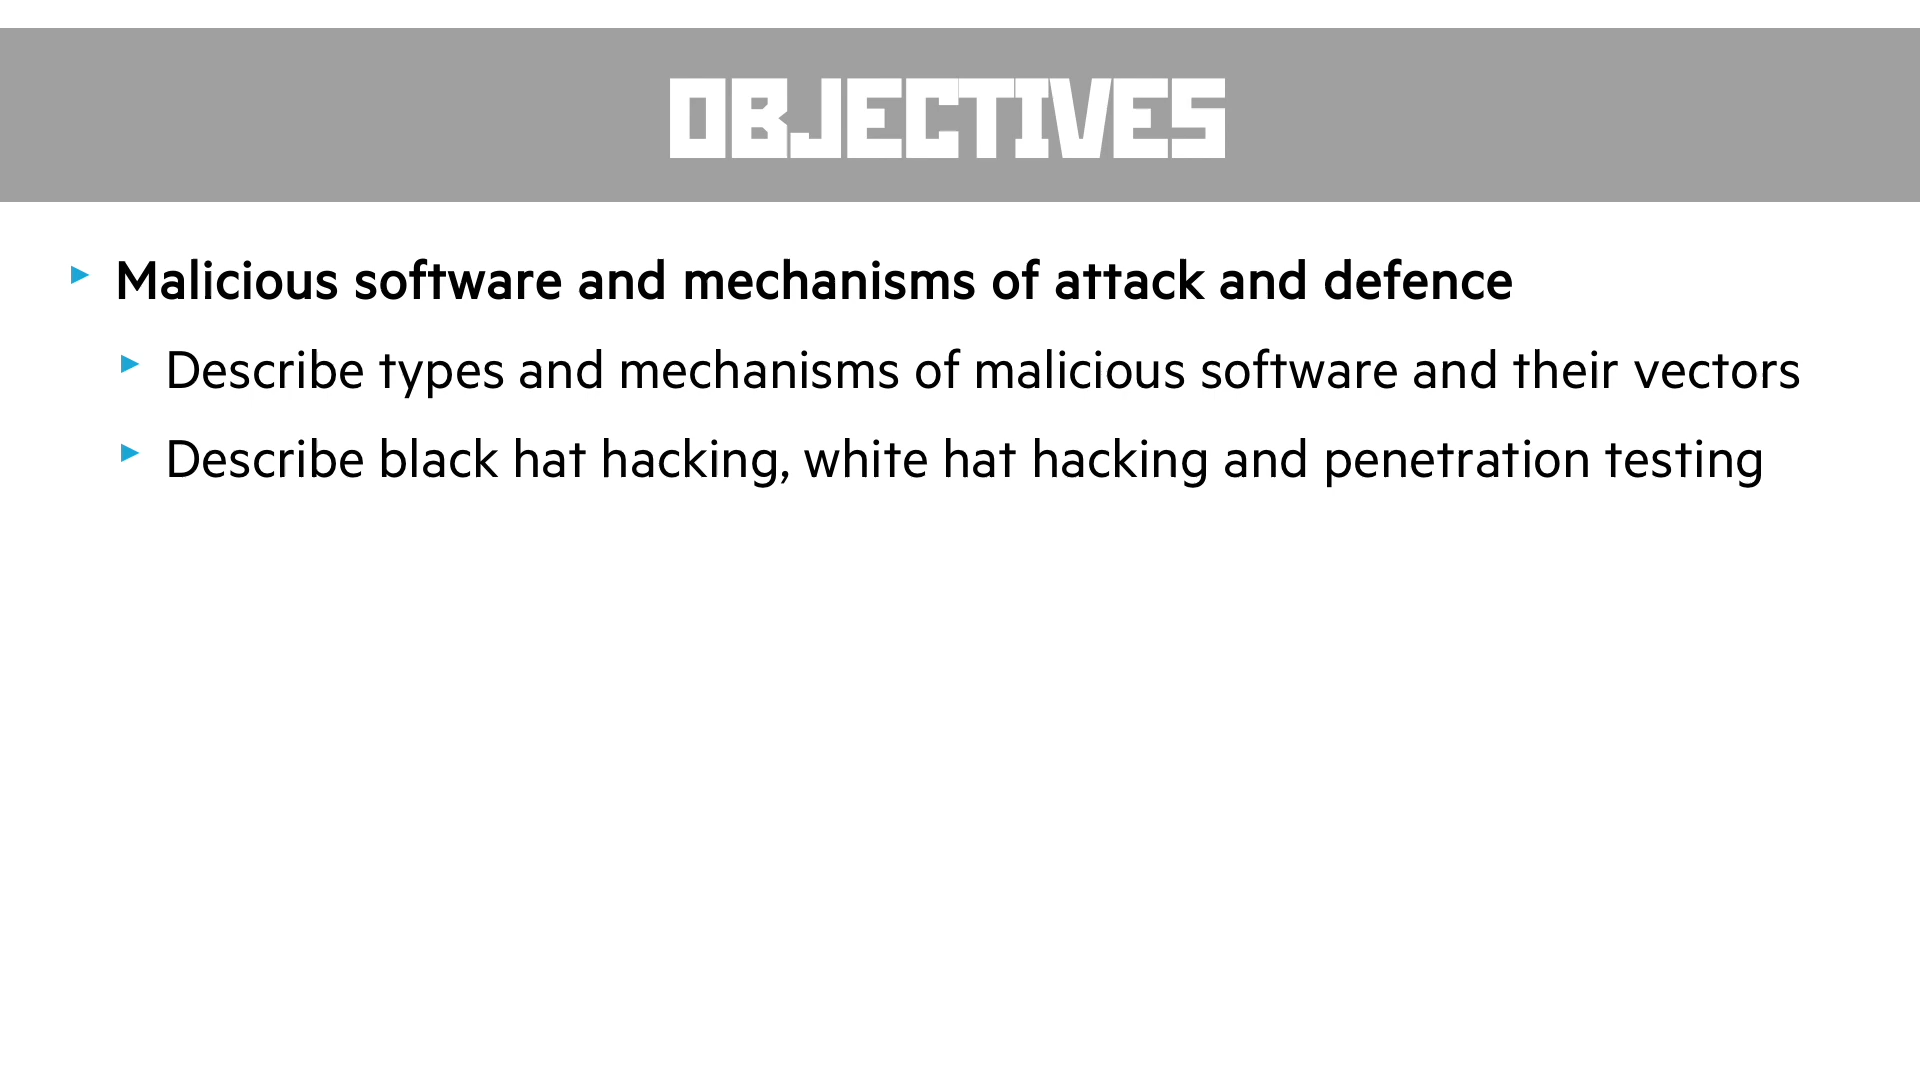 OBJECTIVES
Malicious software and mechanisms of attack and defence
Describe types and mechanisms of malicious software and their vectors
Describe black hat hacking, white hat hacking and penetration testing